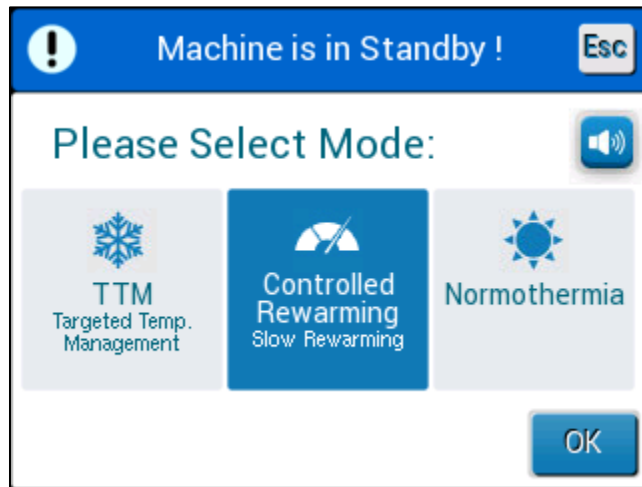 Machine is in Standby !
Esc
Please Select Mode:
TTM
Targeted Temp.
Management
Controlled
Rewarming
Slow Rewarming
Normothermia
OK